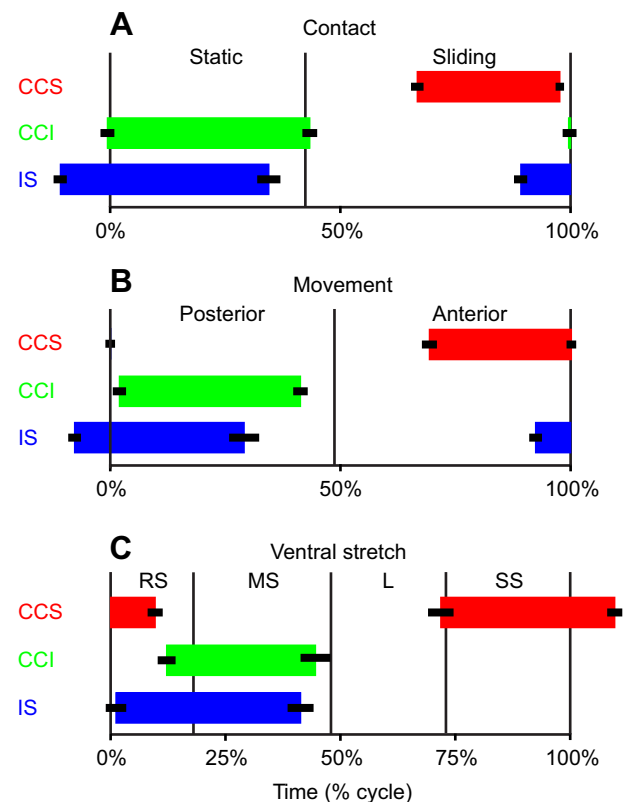 A
Contact
Static Sliding
CCS
CCI
IS
0% 50% 100%
B
Movement
Posterior Anterior
CCS
CCI
IS
0% 50% 100%
C
Ventral stretch
RS MS L SS
CCS
CCI
IS
0% 25% 50% 75% 100%
Time (% cycle)